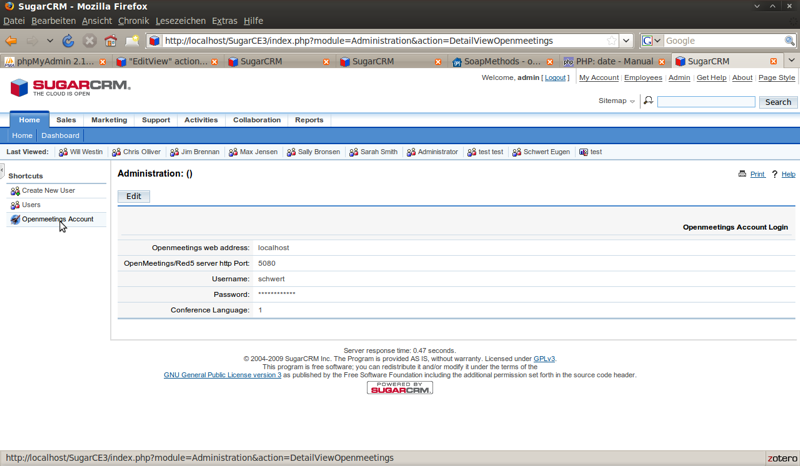 SugarCRM - Mozilla Firefox
Datei Bearbeiten Ansicht Chronik Lesezeichen Extras Hilfe
http://localhost/SugarCE3/index.php?module=Administration&action=DetailViewOpenmeetings
Google
phpMyAdmin 2.1... "EditView" action... SugarCRM SugarCRM SoapMethods - o... PHP: date - Manual SugarCRM
SUGARCRM.
THE CLOUD IS OPEN
Welcome, admin [ Logout ] My Account Employees Admin Get Help About Page Style
Sitemap Search
Home Sales Marketing Support Activities Collaboration Reports
Home Dashboard
Last Viewed: Will Westin Chris Olliver Jim Brennan Max Jensen Sally Bronsen Sarah Smith Administrator test test Schwert Eugen test
Shortcuts
Create New User
Users
Openmeetings Account
Administration: ()
Print ? Help
Edit
Openmeetings Account Login
Openmeetings web address: localhost
OpenMeetings/Red5 server http Port: 5080
Username: schwert
Password: ************
Conference Language: 1
Server response time: 0.47 seconds.
© 2004-2009 SugarCRM Inc. The Program is provided AS IS, without warranty. Licensed under GPLv3.
This program is free software; you can redistribute it and/or modify it under the terms of the
GNU General Public License version 3 as published by the Free Software Foundation including the additional permission set forth in the source code header.
POWERED BY
SUGARCRM
http://localhost/SugarCE3/index.php?module=Administration&action=DetailViewOpenmeetings
zotero